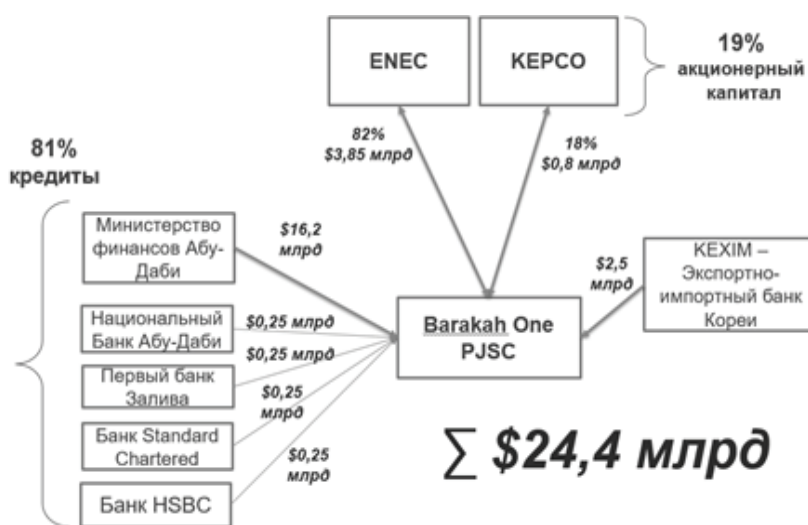 ENEC
KEPCO
19%
акционерный
капитал
82%
$3,85 млрд
18%
$0,8 млрд
81%
кредиты
Министерство
финансов Абу-
Даби
$16,2
млрд
Национальный
Банк Абу-Даби
$0,25 млрд
Первый банк
Залива
$0,25 млрд
Банк Standard
Chartered
$0,25
млрд
Банк HSBC
$0,25
млрд
Barakah One
PJSC
$2,5
млрд
KEXIM –
Экспортно-
импортный банк
Кореи
∑ $24,4 млрд